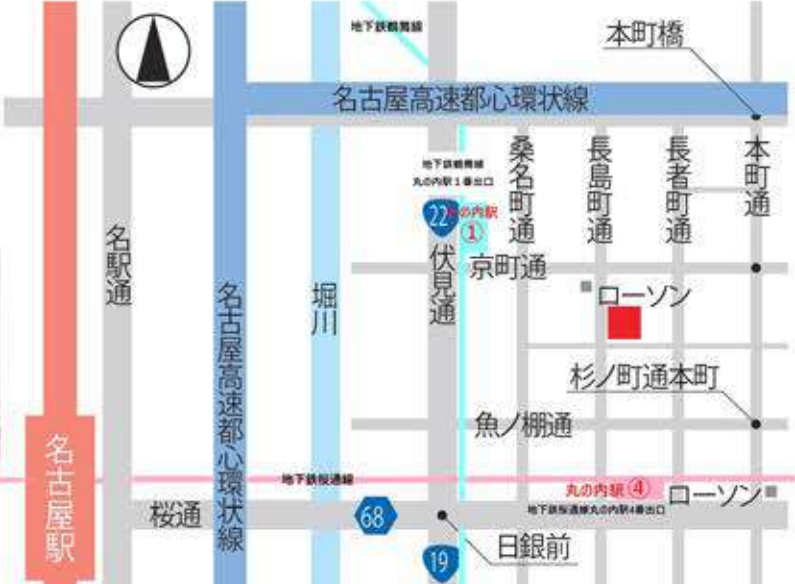 地下鉄鶴舞線
本町橋
名古屋高速都心環状線
地下鉄鶴舞線
丸の内駅1番出口
桑名町通
長島町通
長者町通
本町通
22
丸の内駅
①
名駅通
伏見通
京町通
名古屋高速都心環状線
堀川
ローソン
杉ノ町通本町
魚ノ棚通
名古屋駅
地下鉄桜通線
丸の内駅④
ローソン
桜通
68
地下鉄桜通線丸の内駅4番出口
日銀前
19